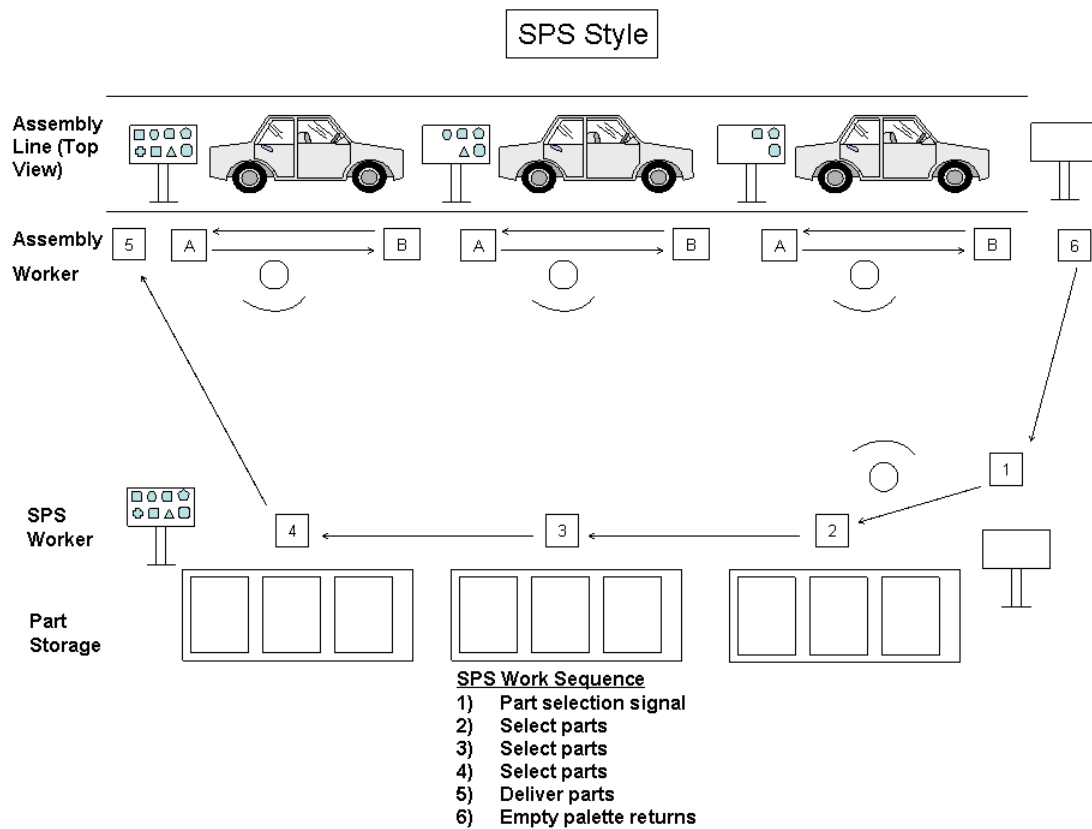 SPS Style
Assembly
Line (Top
View)
Assembly
Worker
5
A
B
A
B
A
B
6
1
SPS
Worker
4
3
2
Part
Storage
SPS Work Sequence
1) Part selection signal
2) Select parts
3) Select parts
4) Select parts
5) Deliver parts
6) Empty palette returns